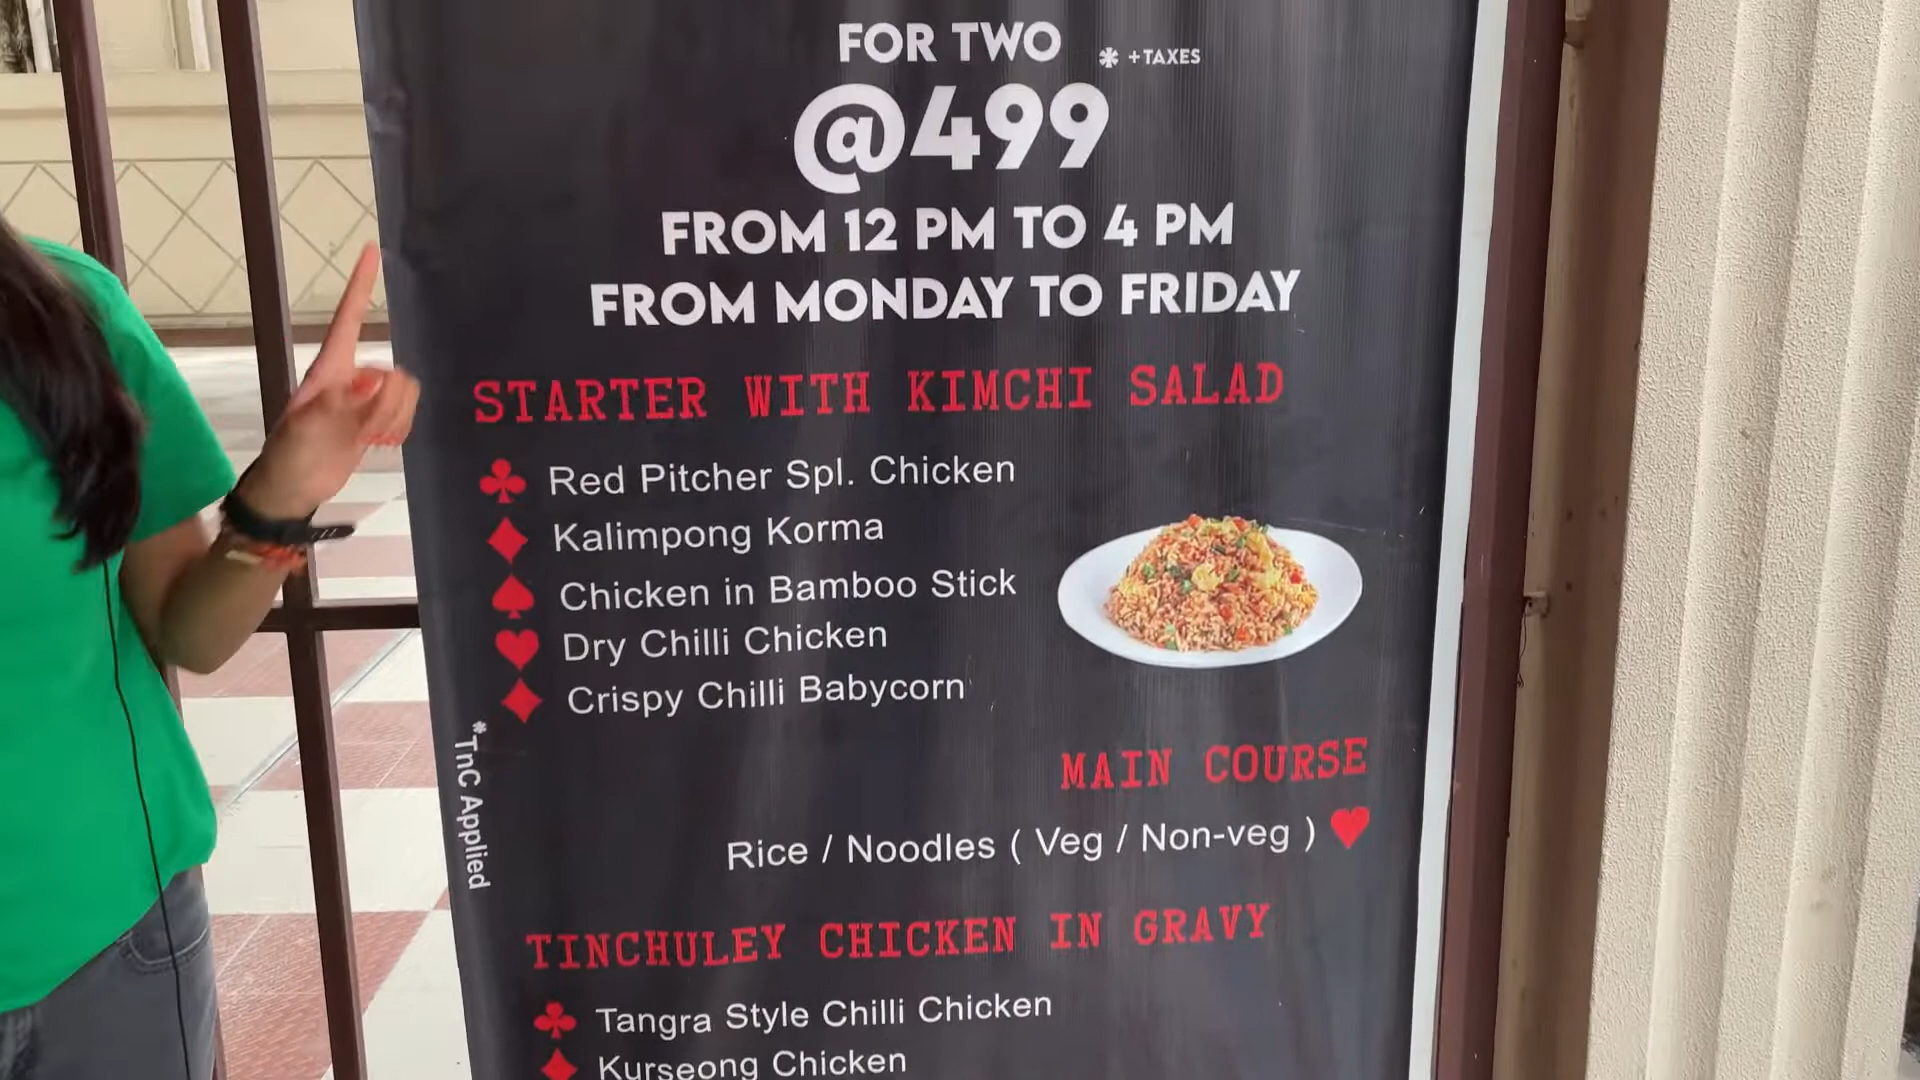 FOR TWO * +TAXES
@499
FROM 12 PM TO 4 PM
FROM MONDAY TO FRIDAY
STARTER WITH KIMCHI SALAD
Red Pitcher Spl. Chicken
Kalimpong Korma
Chicken in Bamboo Stick
Dry Chilli Chicken
Crispy Chilli Babycorn
*TnC Applied
MAIN COURSE
Rice / Noodles ( Veg / Non-veg )
TINCHULEY CHICKEN IN GRAVY
Tangra Style Chilli Chicken
Kurseong Chicken